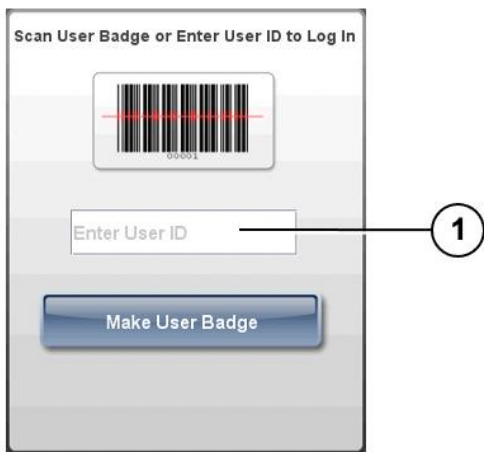 Scan User Badge or Enter User ID to Log In
00001
Enter User ID
1
Make User Badge